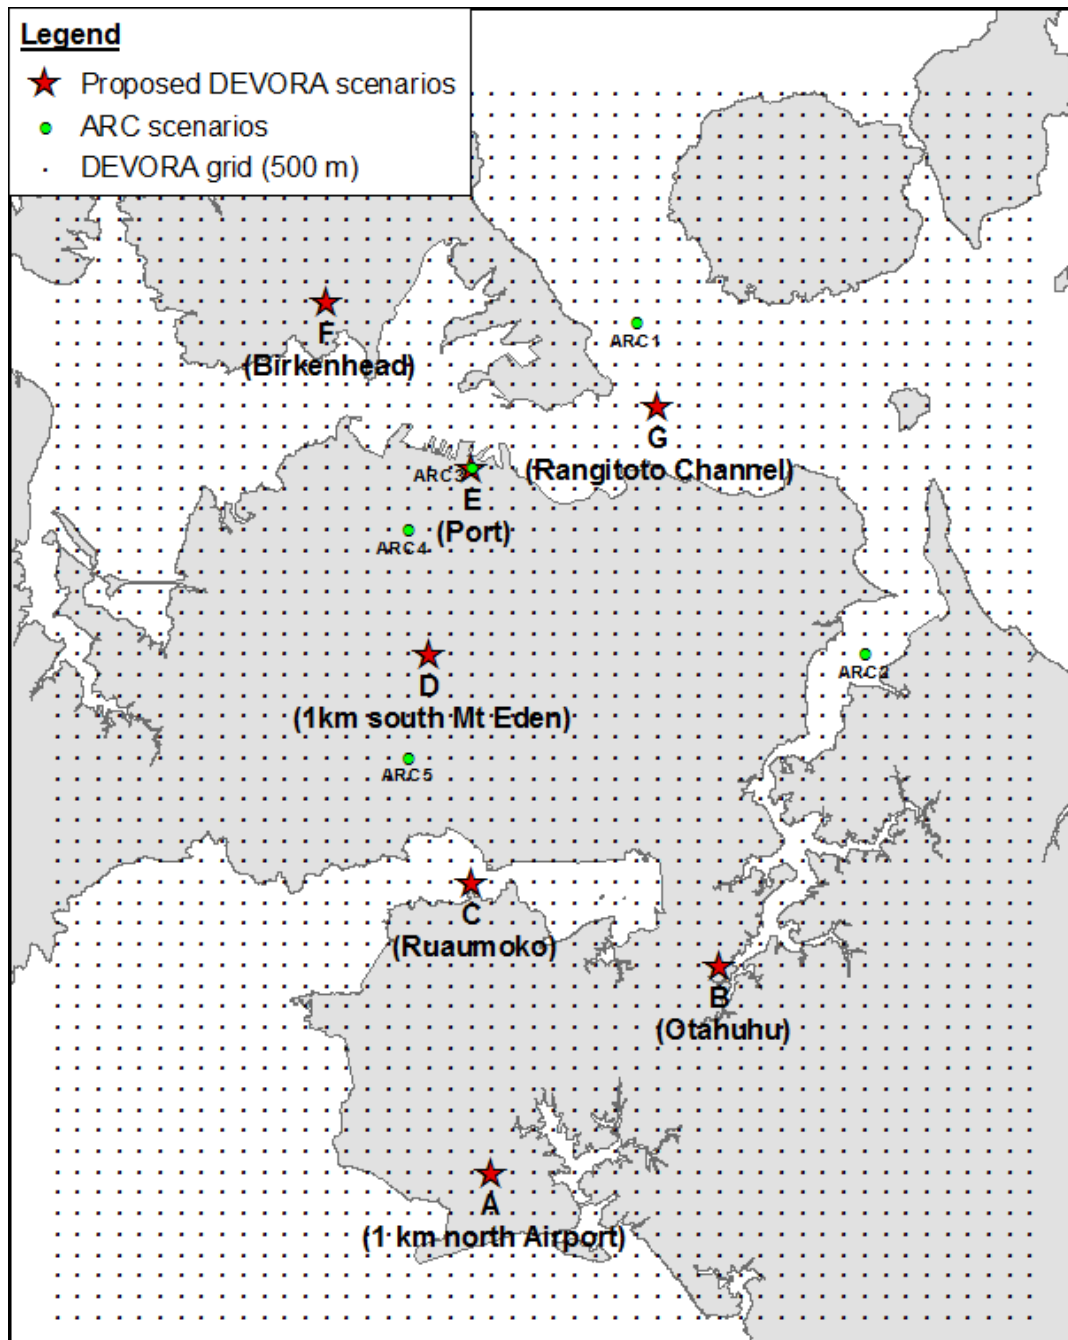 Legend
Proposed DEVORA scenarios
ARC scenarios
DEVORA grid (500 m)
F
(Birkenhead)
ARC1
G
(Rangitoto Channel)
ARC3
E
(Port)
ARC4
ARC2
D
(1km south Mt Eden)
ARC5
C
(Ruaumoko)
B
(Otahuhu)
A
(1 km north Airport)